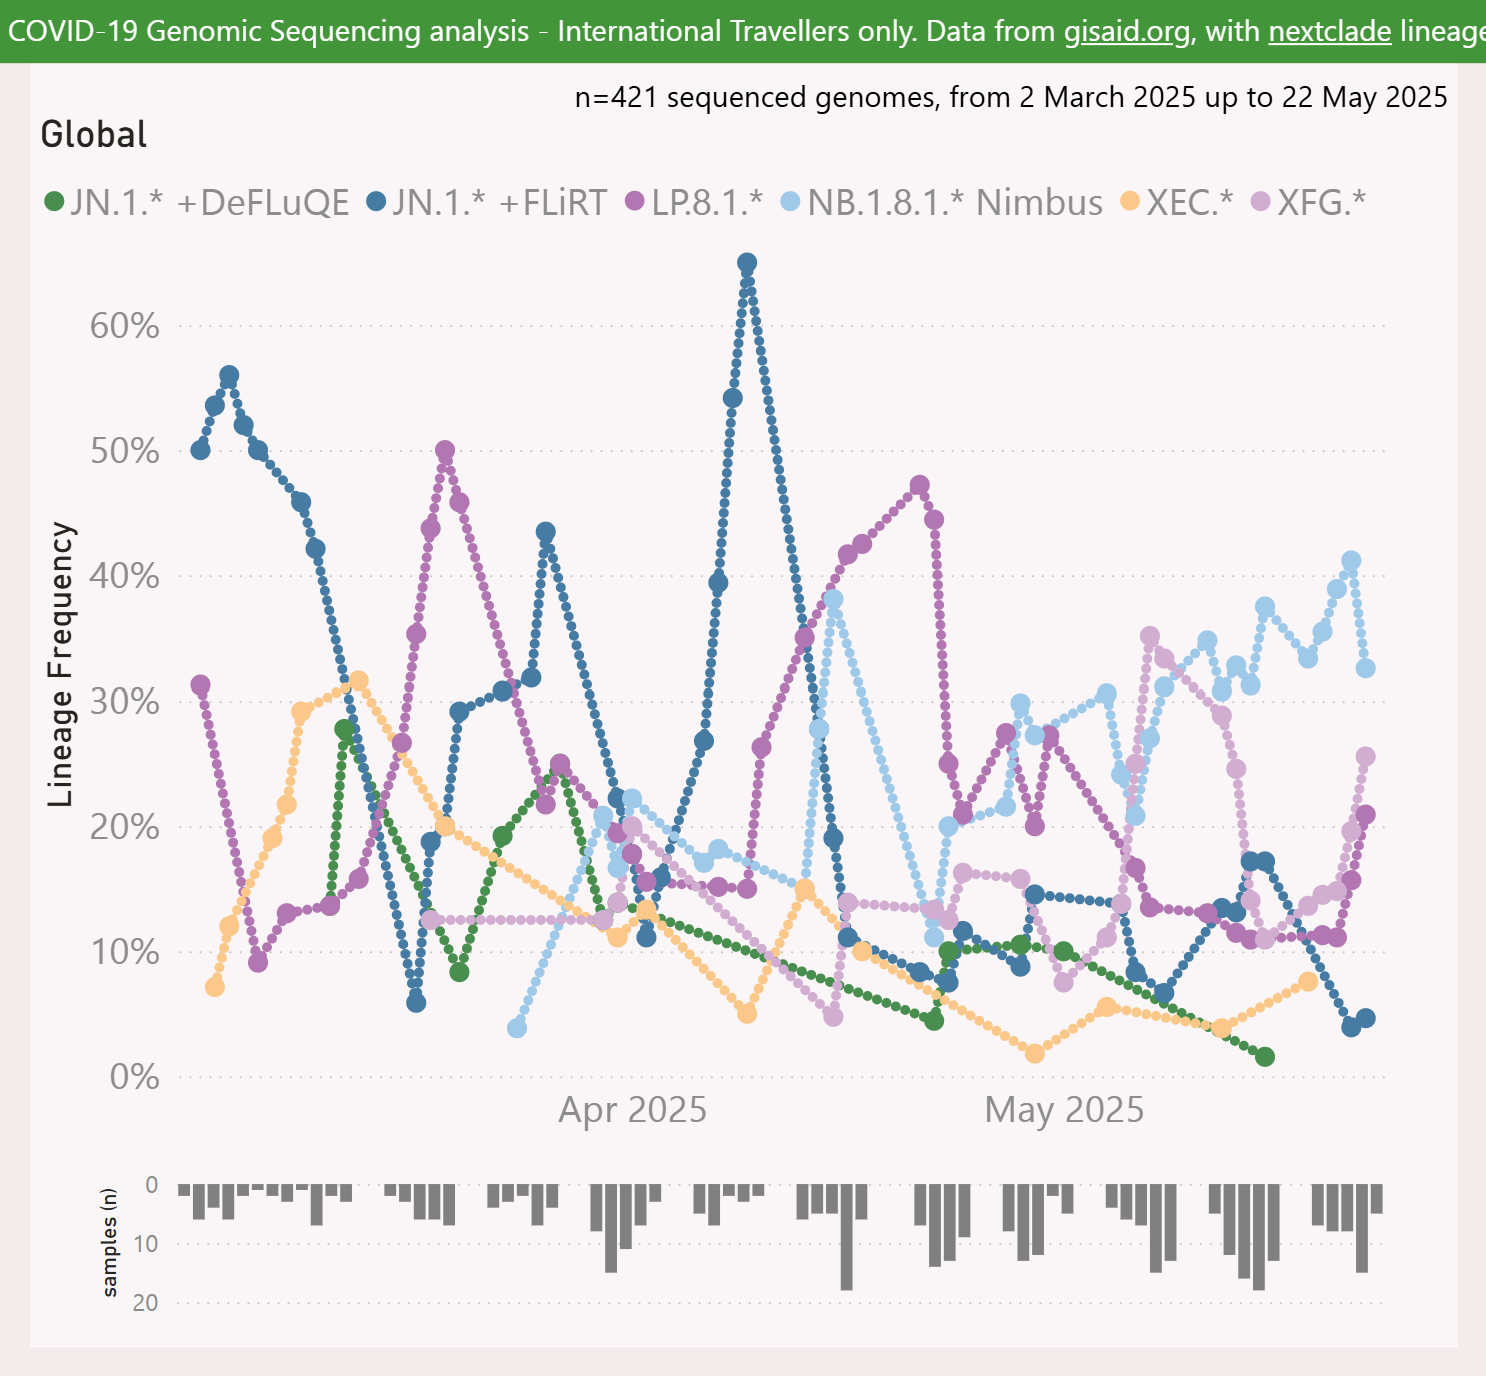 COVID-19 Genomic Sequencing analysis - International Travellers only. Data from gisaid.org, with nextclade lineage
n=421 sequenced genomes, from 2 March 2025 up to 22 May 2025
Global
JN.1.* +DeFLuQE JN.1.* +FLiRT LP.8.1.* NB.1.8.1.* Nimbus XEC.* XFG.*
Lineage Frequency
60%
50%
40%
30%
20%
10%
0%
Apr 2025 May 2025
samples (n)
0
10
20